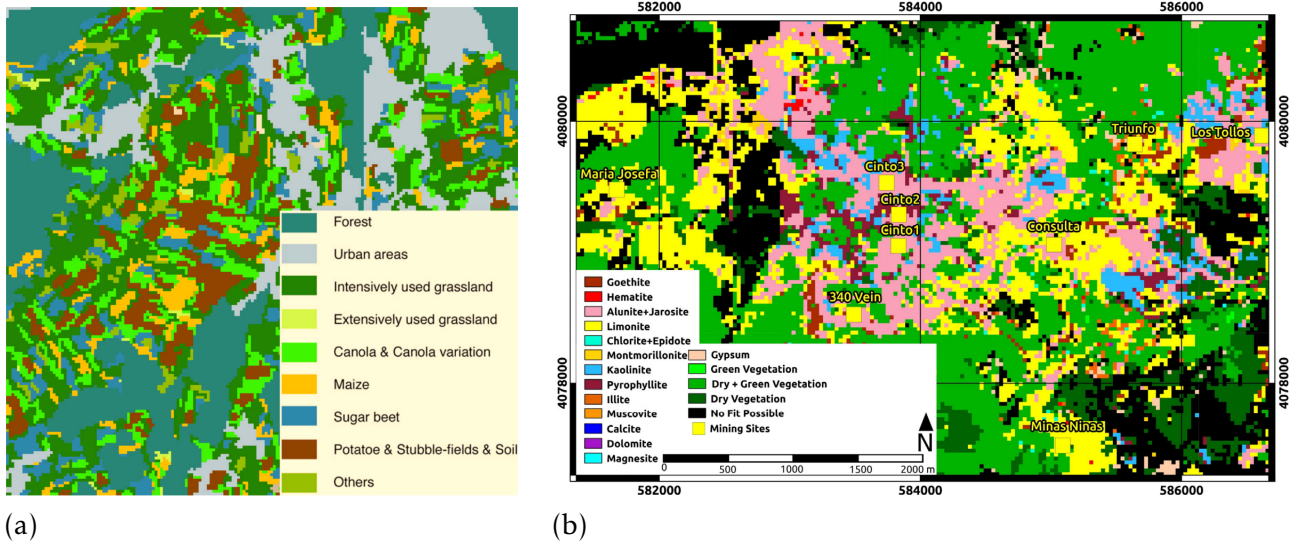 Forest
Urban areas
Intensively used grassland
Extensively used grassland
Canola & Canola variation
Maize
Sugar beet
Potatoe & Stubble-fields & Soil
Others
(a)
582000 584000 586000
4080000 4080000
4078000 4078000
Triunfo
Los Tollos
Maria Josefa
Cinto3
Cinto2
Cinto1
Consulta
340 Vein
Minas Ninas
Goethite
Hematite
Alunite+Jarosite
Limonite
Chlorite+Epidote
Montmorillonite
Kaolinite
Pyrophyllite
Illite
Muscovite
Calcite
Dolomite
Magnesite
Gypsum
Green Vegetation
Dry + Green Vegetation
Dry Vegetation
No Fit Possible
Mining Sites
N
0 500 1000 1500 2000 m
582000 584000 586000
(b)